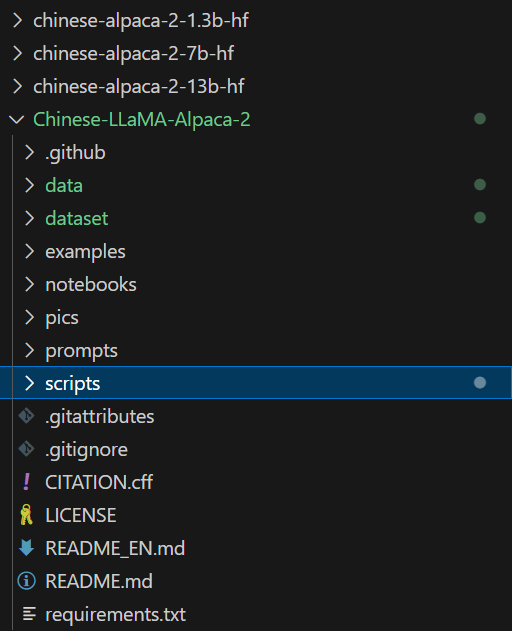 chinese-alpaca-2-1.3b-hf
chinese-alpaca-2-7b-hf
chinese-alpaca-2-13b-hf
Chinese-LLaMA-Alpaca-2
.github
data
dataset
examples
notebooks
pics
prompts
scripts
.gitattributes
.gitignore
CITATION.cff
LICENSE
README_EN.md
README.md
requirements.txt